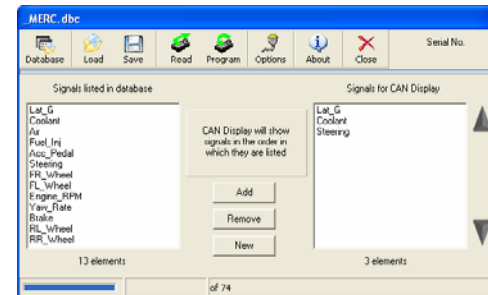 _MERC.dbc
Database Load Save Read Program Options About Close Serial No.
Signals listed in database
Lat_G
Coolant
Air
Fuel_Inj
Acc_Pedal
Steering
FR_Wheel
FL_Wheel
Engine_RPM
Yaw_Rate
Brake
RL_Wheel
RR_Wheel
13 elements
CAN Display will show
signals in the order in
which they are listed
Add
Remove
New
Signals for CAN Display
Lat_G
Coolant
Steering
3 elements
of 74